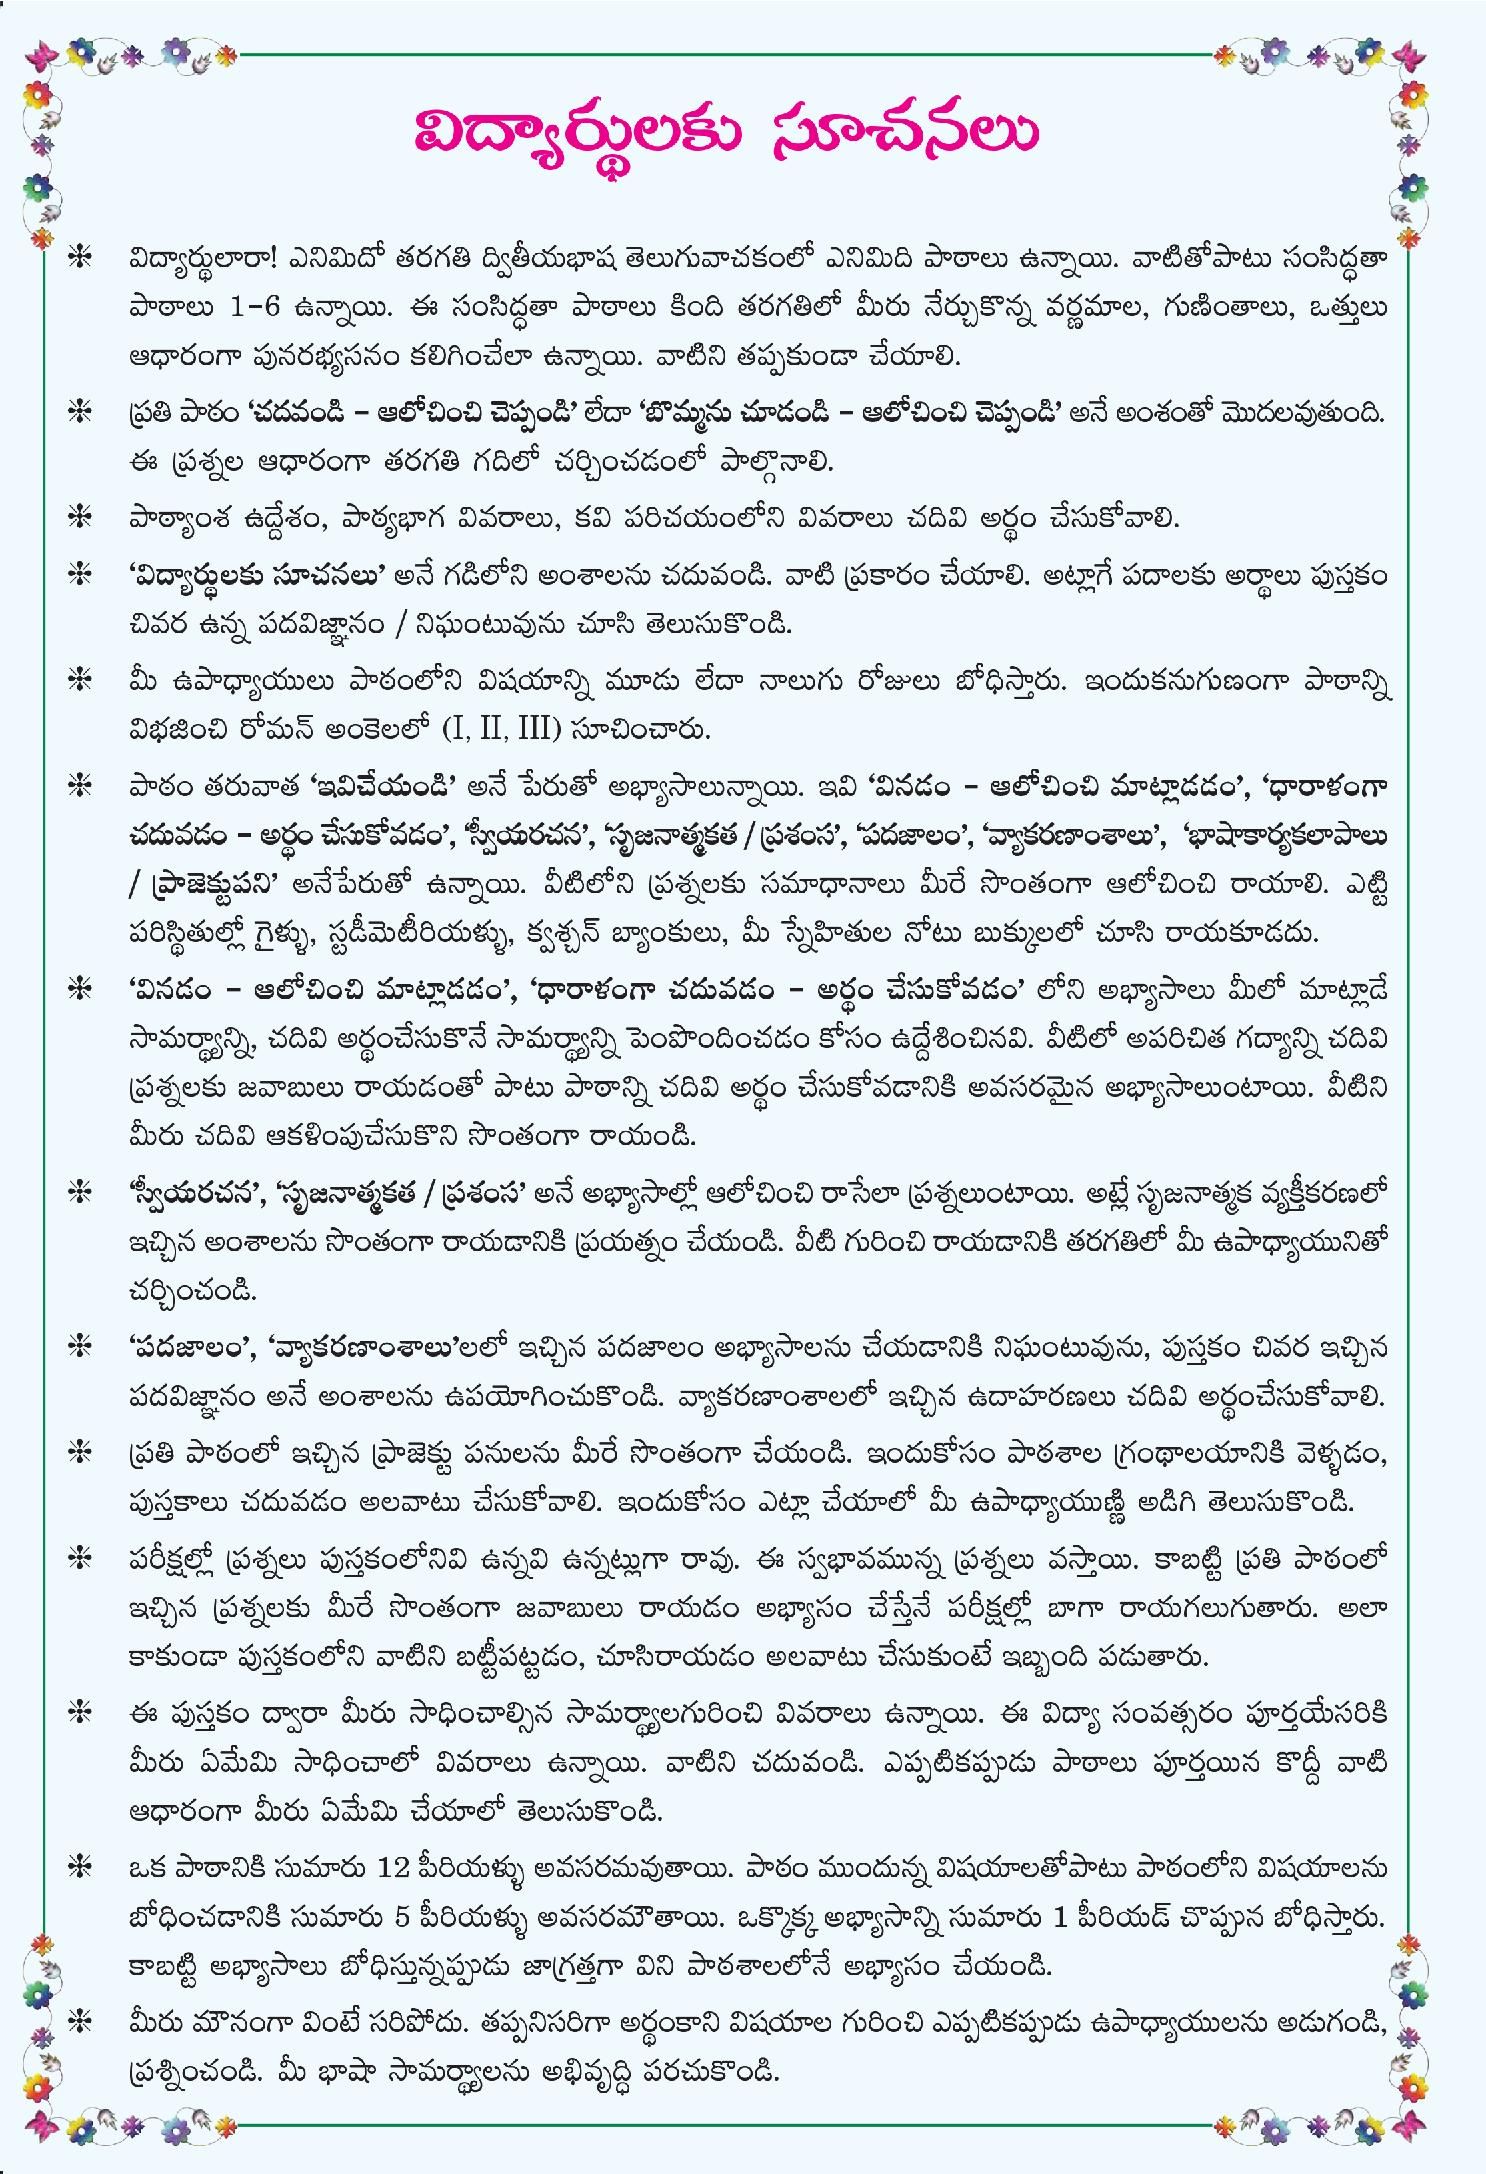 విద్యార్థులకు సూచనలు
విద్యార్థులారా! ఎనిమిదో తరగతి ద్వితీయభాష తెలుగువాచకంలో ఎనిమిది పాఠాలు ఉన్నాయి. వాటితోపాటు సంసిద్ధతా
పాఠాలు 1-6 ఉన్నాయి. ఈ సంసిద్ధతా పాఠాలు కింది తరగతిలో మీరు నేర్చుకొన్న వర్ణమాల, గుణింతాలు, ఒత్తులు
ఆధారంగా పునరభ్యసనం కలిగించేలా ఉన్నాయి. వాటిని తప్పకుండా చేయాలి.
ప్రతి పాఠం ‘చదవండి - ఆలోచించి చెప్పండి’ లేదా ‘బొమ్మను చూడండి - ఆలోచించి చెప్పండి’ అనే అంశంతో మొదలవుతుంది.
ఈ ప్రశ్నల ఆధారంగా తరగతి గదిలో చర్చించడంలో పాల్గొనాలి.
పాఠ్యాంశ ఉద్దేశం, పాఠ్యభాగ వివరాలు, కవి పరిచయంలోని వివరాలు చదివి అర్థం చేసుకోవాలి.
‘విద్యార్థులకు సూచనలు’ అనే గడిలోని అంశాలను చదువండి. వాటి ప్రకారం చేయాలి. అట్లాగే పదాలకు అర్థాలు పుస్తకం
చివర ఉన్న పదవిజ్ఞానం / నిఘంటువును చూసి తెలుసుకొండి.
మీ ఉపాధ్యాయులు పాఠంలోని విషయాన్ని మూడు లేదా నాలుగు రోజులు బోధిస్తారు. ఇందుకనుగుణంగా పాఠాన్ని
విభజించి రోమన్ అంకెలలో (I, II, III) సూచించారు.
పాఠం తరువాత ‘ఇవిచేయండి’ అనే పేరుతో అభ్యాసాలున్నాయి. ఇవి ‘వినడం - ఆలోచించి మాట్లాడడం’, ‘ధారాళంగా
చదువడం - అర్థం చేసుకోవడం’, ‘స్వీయరచన’, ‘సృజనాత్మకత / ప్రశంస’, ‘పదజాలం’, ‘వ్యాకరణాంశాలు’, ‘భాషాకార్యకలాపాలు
/ ప్రాజెక్టుపని’ అనేపేరుతో ఉన్నాయి. వీటిలోని ప్రశ్నలకు సమాధానాలు మీరే సొంతంగా ఆలోచించి రాయాలి. ఎట్టి
పరిస్థితుల్లో గైళ్ళు, స్టడీమెటీరియళ్ళు, క్వశ్చన్ బ్యాంకులు, మీ స్నేహితుల నోటు బుక్కులలో చూసి రాయకూడదు.
‘వినడం - ఆలోచించి మాట్లాడడం’, ‘ధారాళంగా చదువడం - అర్థం చేసుకోవడం’ లోని అభ్యాసాలు మీలో మాట్లాడే
సామర్థ్యాన్ని, చదివి అర్థంచేసుకొనే సామర్థ్యాన్ని పెంపొందించడం కోసం ఉద్దేశించినవి. వీటిలో అపరిచిత గద్యాన్ని చదివి
ప్రశ్నలకు జవాబులు రాయడంతో పాటు పాఠాన్ని చదివి అర్థం చేసుకోవడానికి అవసరమైన అభ్యాసాలుంటాయి. వీటిని
మీరు చదివి ఆకళింపుచేసుకొని సొంతంగా రాయండి.
‘స్వీయరచన’, ‘సృజనాత్మకత / ప్రశంస’ అనే అభ్యాసాల్లో ఆలోచించి రాసేలా ప్రశ్నలుంటాయి. అట్లే సృజనాత్మక వ్యక్తీకరణలో
ఇచ్చిన అంశాలను సొంతంగా రాయడానికి ప్రయత్నం చేయండి. వీటి గురించి రాయడానికి తరగతిలో మీ ఉపాధ్యాయునితో
చర్చించండి.
‘పదజాలం’, ‘వ్యాకరణాంశాలు’లలో ఇచ్చిన పదజాలం అభ్యాసాలను చేయడానికి నిఘంటువును, పుస్తకం చివర ఇచ్చిన
పదవిజ్ఞానం అనే అంశాలను ఉపయోగించుకొండి. వ్యాకరణాంశాలలో ఇచ్చిన ఉదాహరణలు చదివి అర్థంచేసుకోవాలి.
ప్రతి పాఠంలో ఇచ్చిన ప్రాజెక్టు పనులను మీరే సొంతంగా చేయండి. ఇందుకోసం పాఠశాల గ్రంథాలయానికి వెళ్ళడం,
పుస్తకాలు చదువడం అలవాటు చేసుకోవాలి. ఇందుకోసం ఎట్లా చేయాలో మీ ఉపాధ్యాయుణ్ణి అడిగి తెలుసుకొండి.
పరీక్షల్లో ప్రశ్నలు పుస్తకంలోనివి ఉన్నవి ఉన్నట్లుగా రావు. ఈ స్వభావమున్న ప్రశ్నలు వస్తాయి. కాబట్టి ప్రతి పాఠంలో
ఇచ్చిన ప్రశ్నలకు మీరే సొంతంగా జవాబులు రాయడం అభ్యాసం చేస్తేనే పరీక్షల్లో బాగా రాయగలుగుతారు. అలా
కాకుండా పుస్తకంలోని వాటిని బట్టీపట్టడం, చూసిరాయడం అలవాటు చేసుకుంటే ఇబ్బంది పడుతారు.
ఈ పుస్తకం ద్వారా మీరు సాధించాల్సిన సామర్థ్యాలగురించి వివరాలు ఉన్నాయి. ఈ విద్యా సంవత్సరం పూర్తయేసరికి
మీరు ఏమేమి సాధించాలో వివరాలు ఉన్నాయి. వాటిని చదువండి. ఎప్పటికప్పుడు పాఠాలు పూర్తయిన కొద్దీ వాటి
ఆధారంగా మీరు ఏమేమి చేయాలో తెలుసుకొండి.
ఒక పాఠానికి సుమారు 12 పీరియళ్ళు అవసరమవుతాయి. పాఠం ముందున్న విషయాలతోపాటు పాఠంలోని విషయాలను
బోధించడానికి సుమారు 5 పీరియళ్ళు అవసరమౌతాయి. ఒక్కొక్క అభ్యాసాన్ని సుమారు 1 పీరియడ్ చొప్పున బోధిస్తారు.
కాబట్టి అభ్యాసాలు బోధిస్తున్నప్పుడు జాగ్రత్తగా విని పాఠశాలలోనే అభ్యాసం చేయండి.
మీరు మౌనంగా వింటే సరిపోదు. తప్పనిసరిగా అర్థంకాని విషయాల గురించి ఎప్పటికప్పుడు ఉపాధ్యాయులను అడుగండి,
ప్రశ్నించండి. మీ భాషా సామర్థ్యాలను అభివృద్ధి పరచుకొండి.